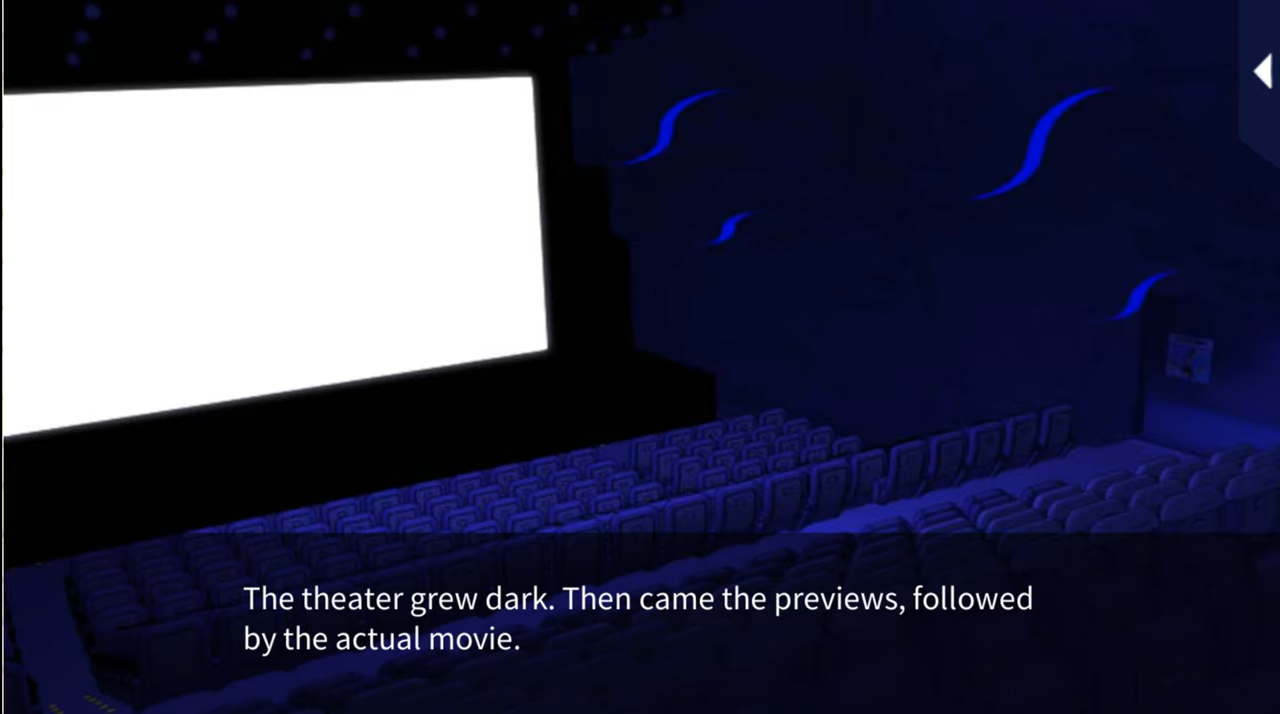 The theater grew dark. Then came the previews, followed
by the actual movie.